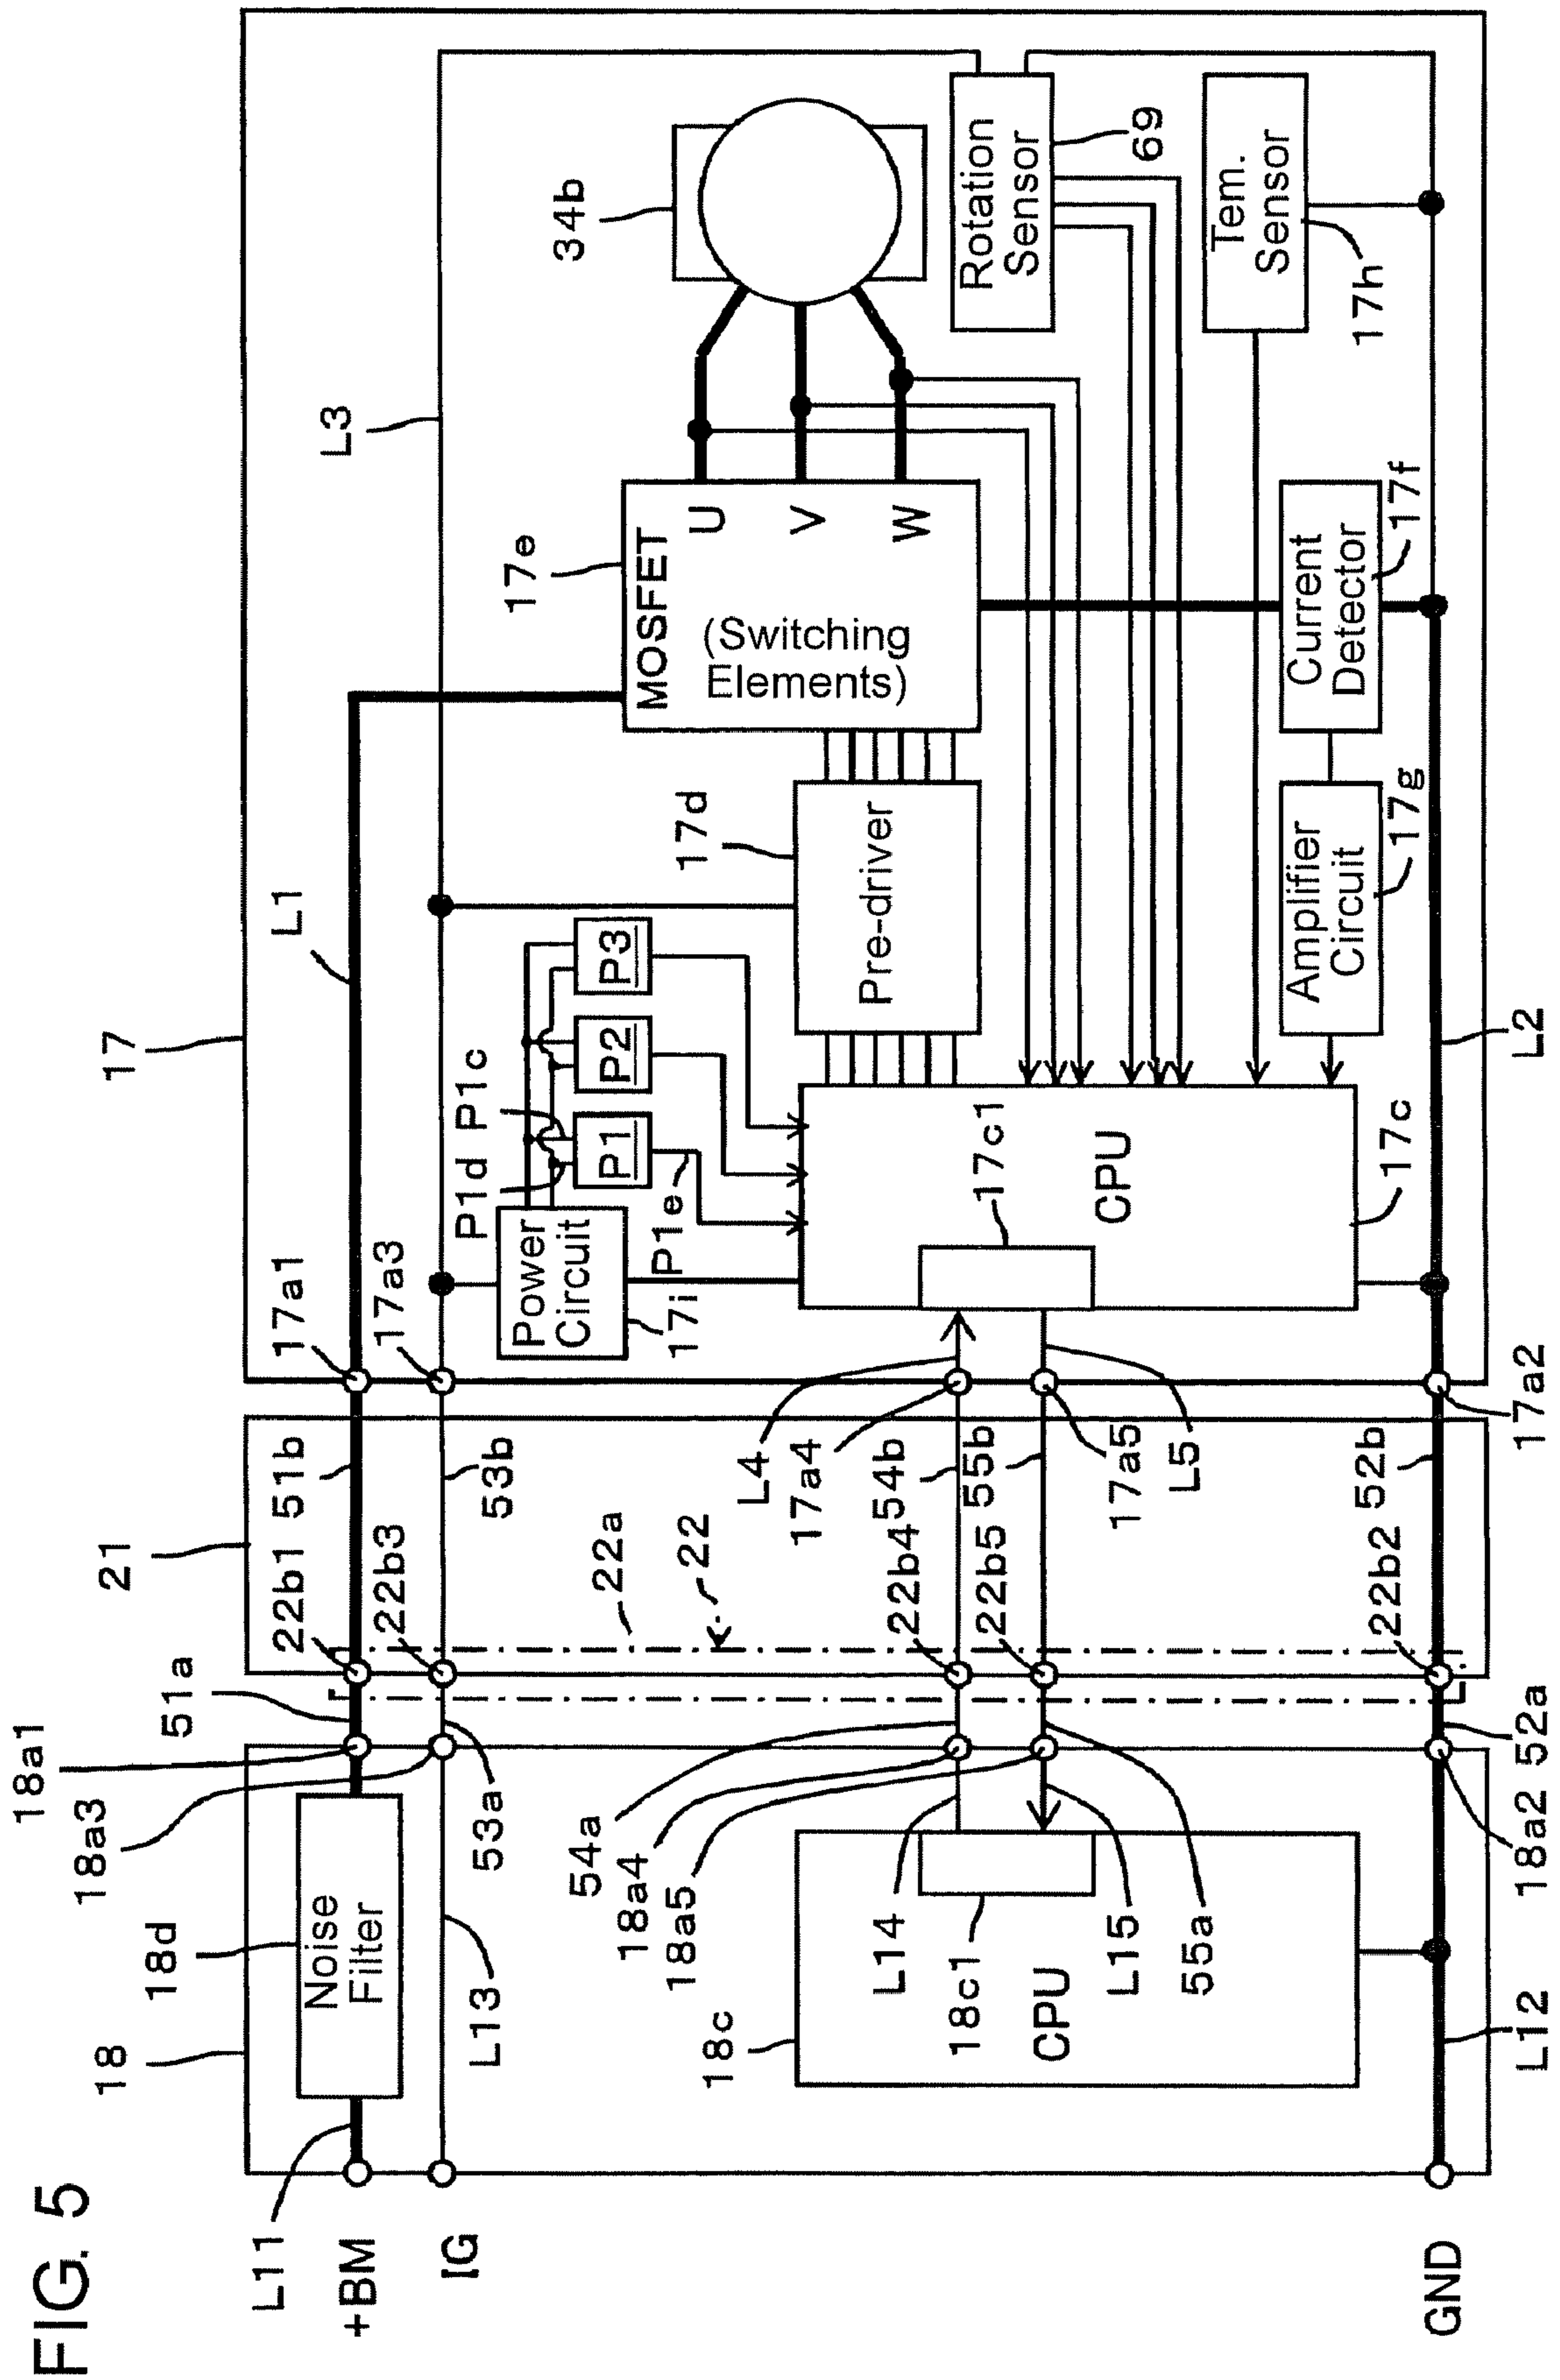 FIG. 5
17
L1
L3
17e
34b
MOSFET
(Switching
Elements)
U
V
W
17d
Pre-driver
P3
P2
P1
P1d P1c
P1e
Power
Circuit
17i
17a1
17a3
Rotation
Sensor
69
Tem.
Sensor
17h
Current
Detector
17f
Amplifier
Circuit
17g
L2
CPU
17c1
17c
L4
17a4
17a5
L5
17a2
21
22b1 51b
22b3
53b
22a
22
22b4 54b
22b5
55b
22b2 52b
18
18d
18a1
51a
18a3
53a
Noise
Filter
L13
54a
18a4
18a5
L14
18c1
L15
55a
CPU
18c
52a
18a2
L12
L11
+BM
IG
GND